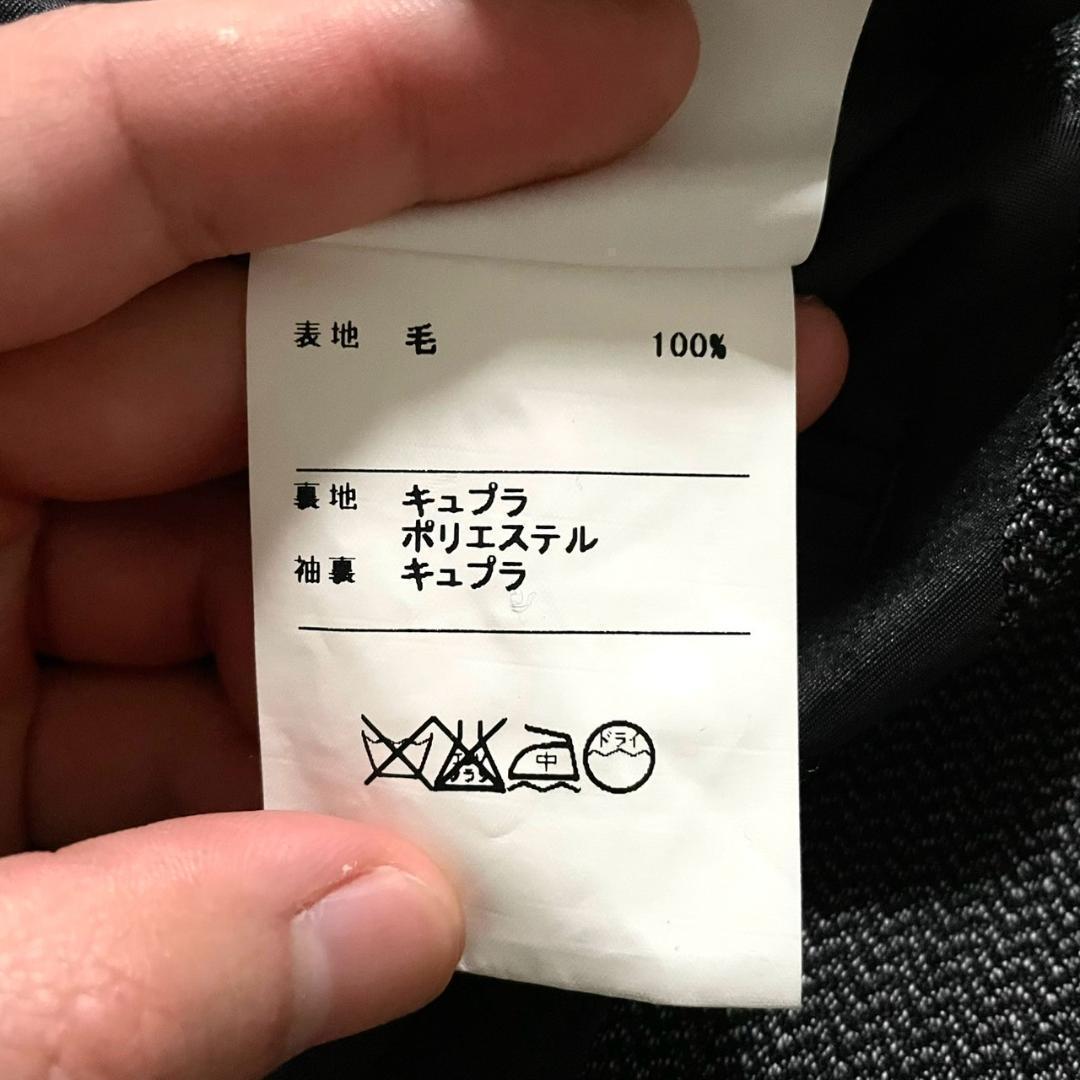 表地 毛 100%
裏地 キュプラ
ポリエステル
袖裏 キュプラ
中 ドライ